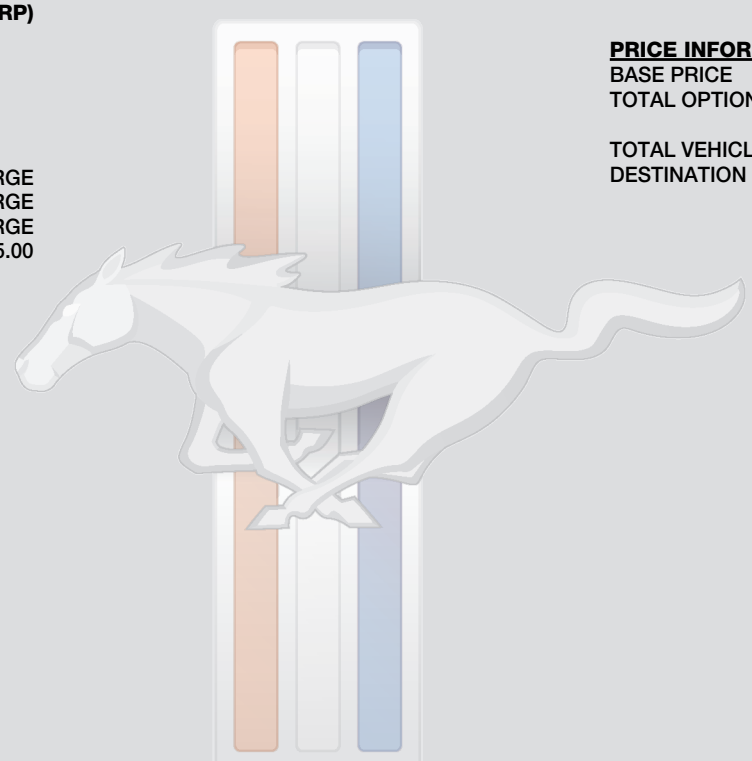 RP)
RGE
RGE
RGE
5.00
PRICE INFOR
BASE PRICE
TOTAL OPTION
TOTAL VEHICL
DESTINATION